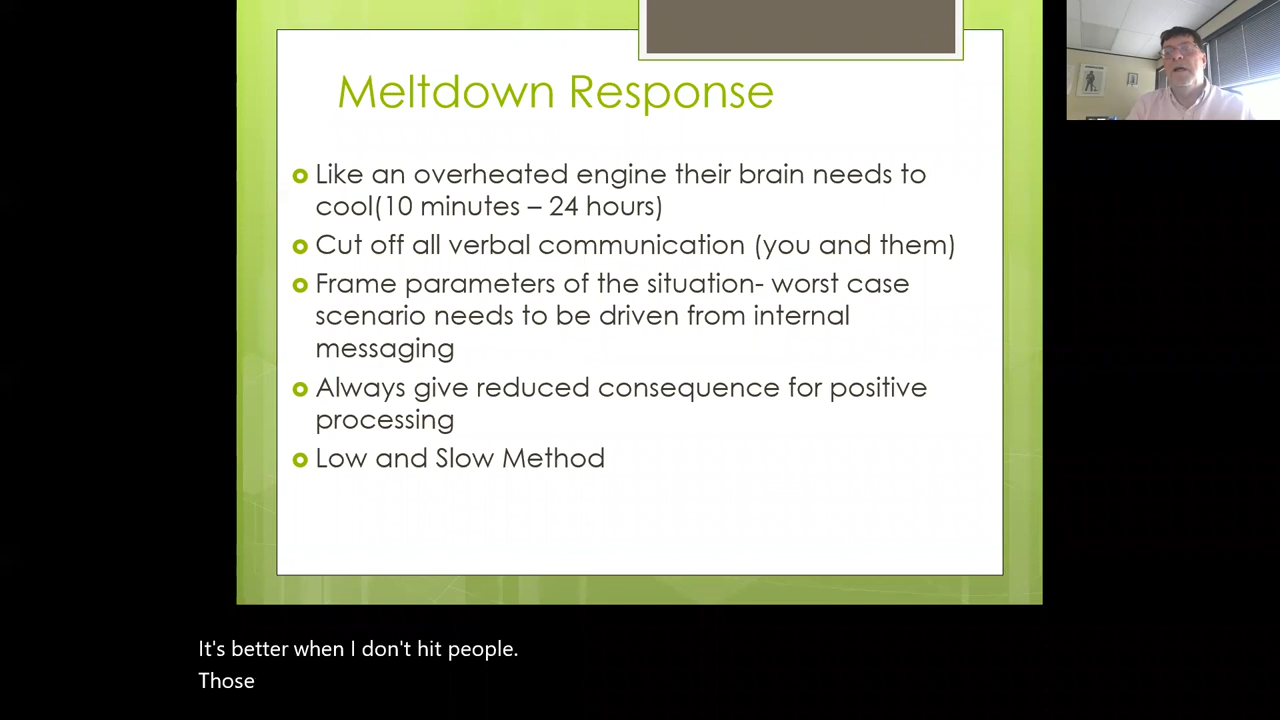 Meltdown Response
Like an overheated engine their brain needs to
cool(10 minutes – 24 hours)
Cut off all verbal communication (you and them)
Frame parameters of the situation- worst case
scenario needs to be driven from internal
messaging
Always give reduced consequence for positive
processing
Low and Slow Method
It's better when I don't hit people.
Those